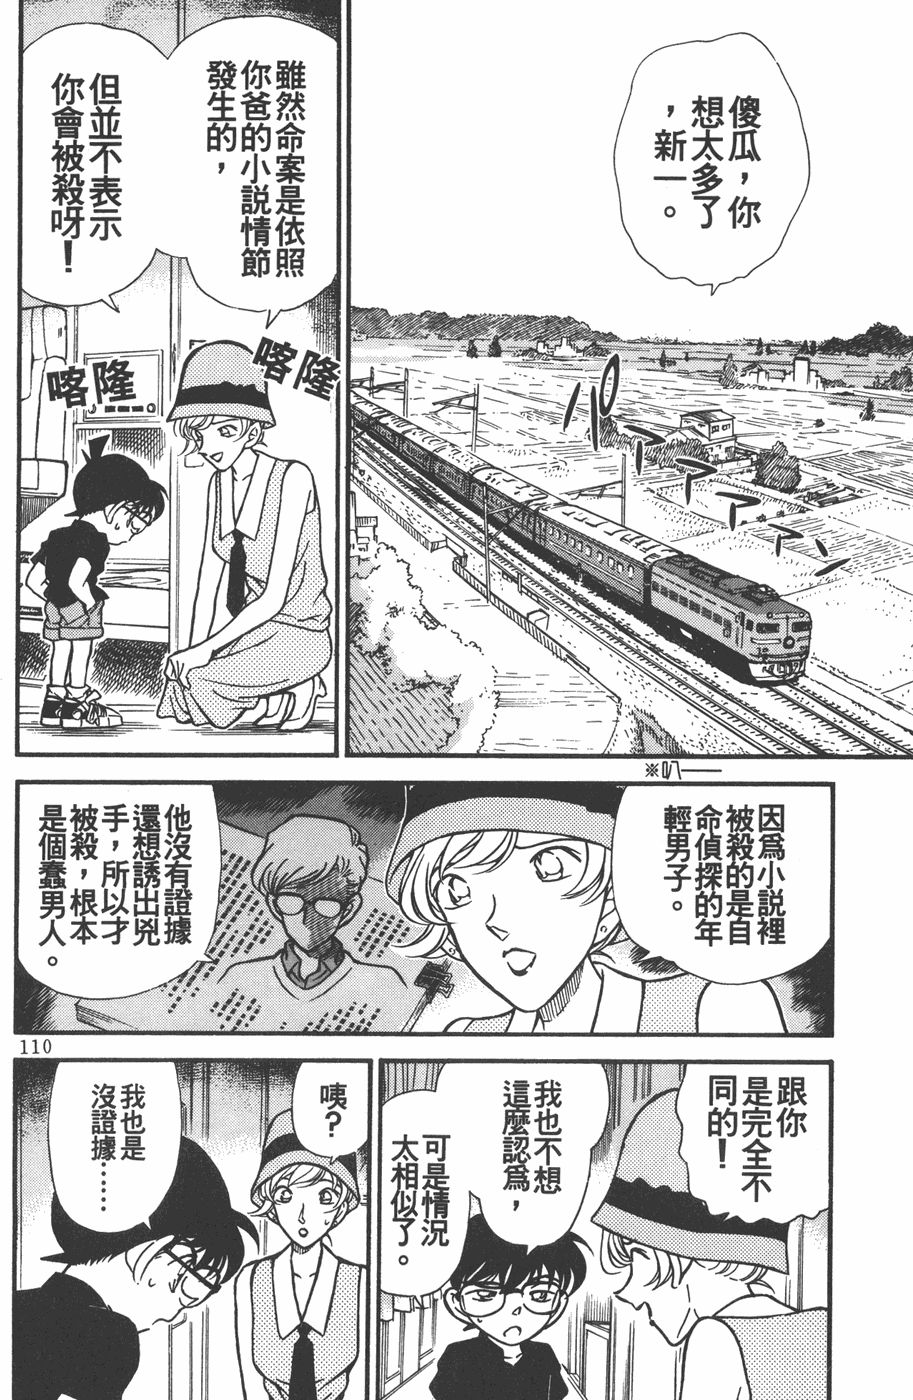 傻瓜，你
想太多了
，新一。
パアアアアン
※叭——
雖然命案是依照
你爸的小說情節
發生的，
但並不表示
你會被殺呀！
喀隆
喀隆
因為小說裡
被殺的是自
命偵探的年
輕男子。
他沒有證據
還想誘出兇
手，所以才
被殺，根本
是個蠢男人。
110
跟你
是完全不
同的！
我也不想
這麼認為，
可是情況
太相似了。
咦？
我也是
沒證據……